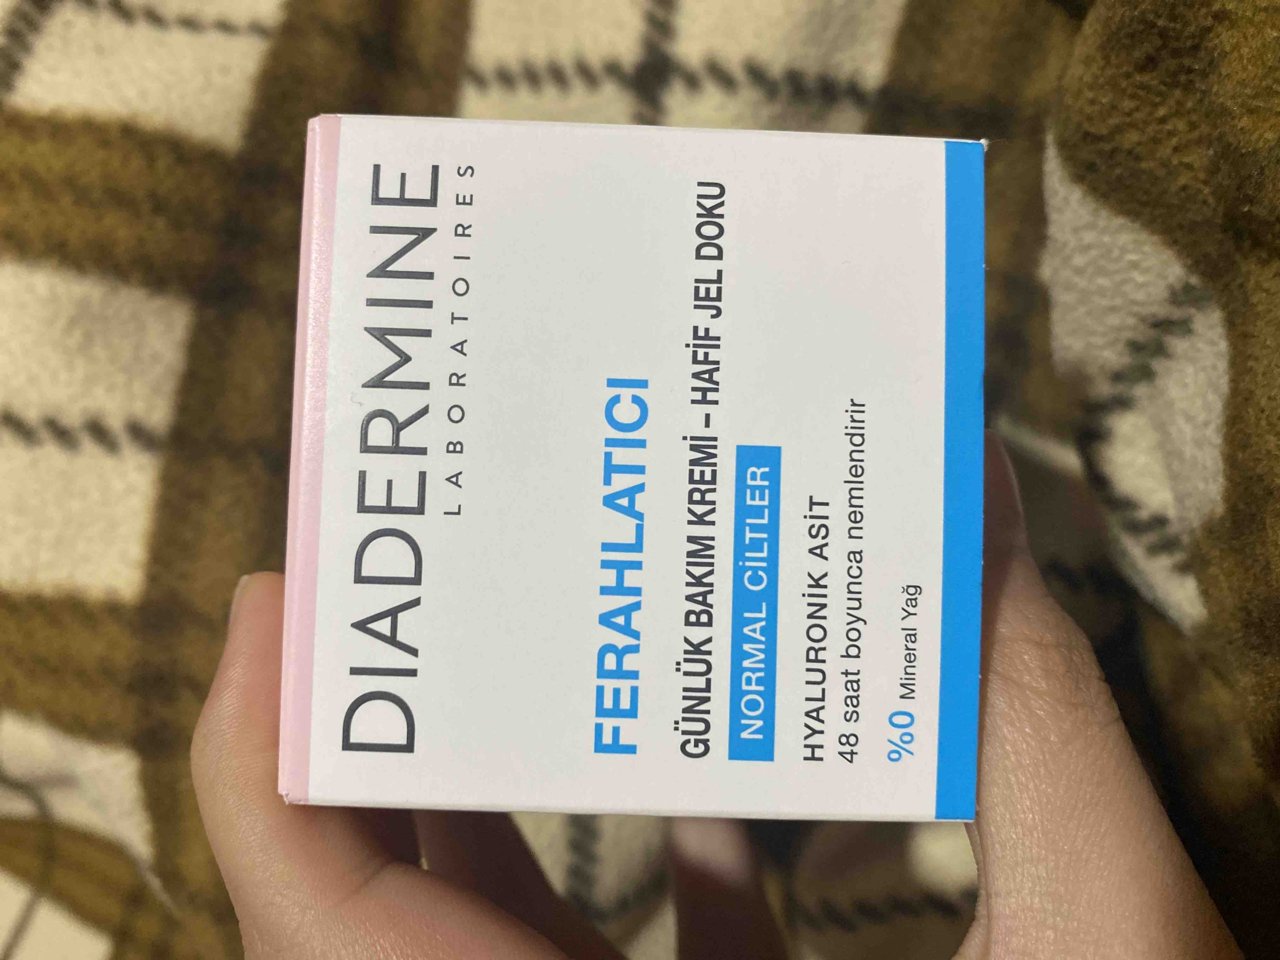 DIADERMINE
LABORATOIRES
FERAHLATICI
GÜNLÜK BAKIM KREMİ – HAFİF JEL DOKU
NORMAL CİLTLER
HYALURONİK ASİT
48 saat boyunca nemlendirir
%0 Mineral Yağ